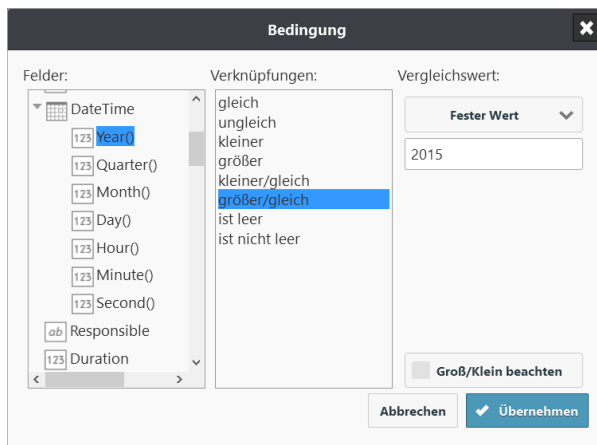 Bedingung
Felder:
Verknüpfungen:
Vergleichswert:
DateTime
123 Year()
123 Quarter()
123 Month()
123 Day()
123 Hour()
123 Minute()
123 Second()
ab Responsible
123 Duration
gleich
ungleich
kleiner
größer
kleiner/gleich
größer/gleich
ist leer
ist nicht leer
Fester Wert
2015
Groß/Klein beachten
Abbrechen
Übernehmen